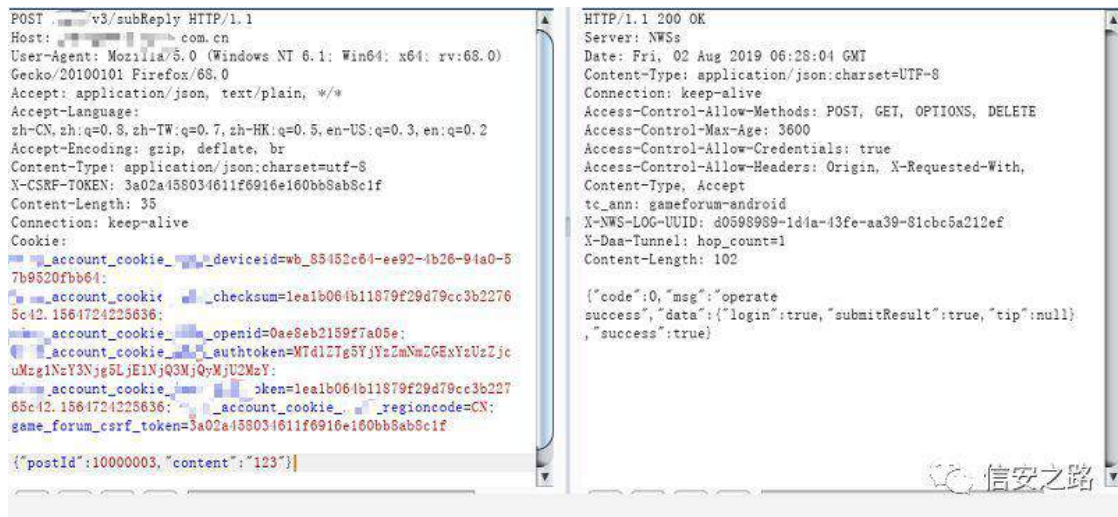 POST v3/subReply HTTP/1.1
Host: com.cn
User-Agent: Mozilla/5.0 (Windows NT 6.1; Win64; x64; rv:68.0)
Gecko/20100101 Firefox/68.0
Accept: application/json, text/plain, */*
Accept-Language:
zh-CN,zh;q=0.8,zh-TW;q=0.7,zh-HK;q=0.5,en-US;q=0.3,en;q=0.2
Accept-Encoding: gzip, deflate, br
Content-Type: application/json;charset=utf-8
X-CSRF-TOKEN: 3a02a458034611f6916e160bb8ab8c1f
Content-Length: 35
Connection: keep-alive
Cookie:
_account_cookie_ _deviceid=wb_85452c64-ee92-4b26-94a0-5
7b9520fbb64;
_account_cookie _checksum=1ea1b064b11879f29d79cc3b2276
5c42.1564724225636;
_account_cookie_ _openid=0ae8eb2159f7a05e;
_account_cookie_ _authtoken=MTd1ZTg5YjYzZmNmZGExYzUzZjc
uMzg1NzY3Njg5LjE1NjQ3MjQyMjU2MzY;
_account_cookie_ oken=1ea1b064b11879f29d79cc3b227
65c42.1564724225636; _account_cookie_ _regioncode=CN;
game_forum_csrf_token=3a02a458034611f6916e160bb8ab8c1f
{"postId":10000003,"content":"123"}
HTTP/1.1 200 OK
Server: NWSs
Date: Fri, 02 Aug 2019 06:28:04 GMT
Content-Type: application/json;charset=UTF-8
Connection: keep-alive
Access-Control-Allow-Methods: POST, GET, OPTIONS, DELETE
Access-Control-Max-Age: 3600
Access-Control-Allow-Credentials: true
Access-Control-Allow-Headers: Origin, X-Requested-With,
Content-Type, Accept
tc_ann: gameforum-android
X-NWS-LOG-UUID: d0598989-1d4a-43fe-aa39-81cbc5a212ef
X-Daa-Tunnel: hop_count=1
Content-Length: 102
{"code":0,"msg":"operate
success","data":{"login":true,"submitResult":true,"tip":null}
,"success":true}
信安之路